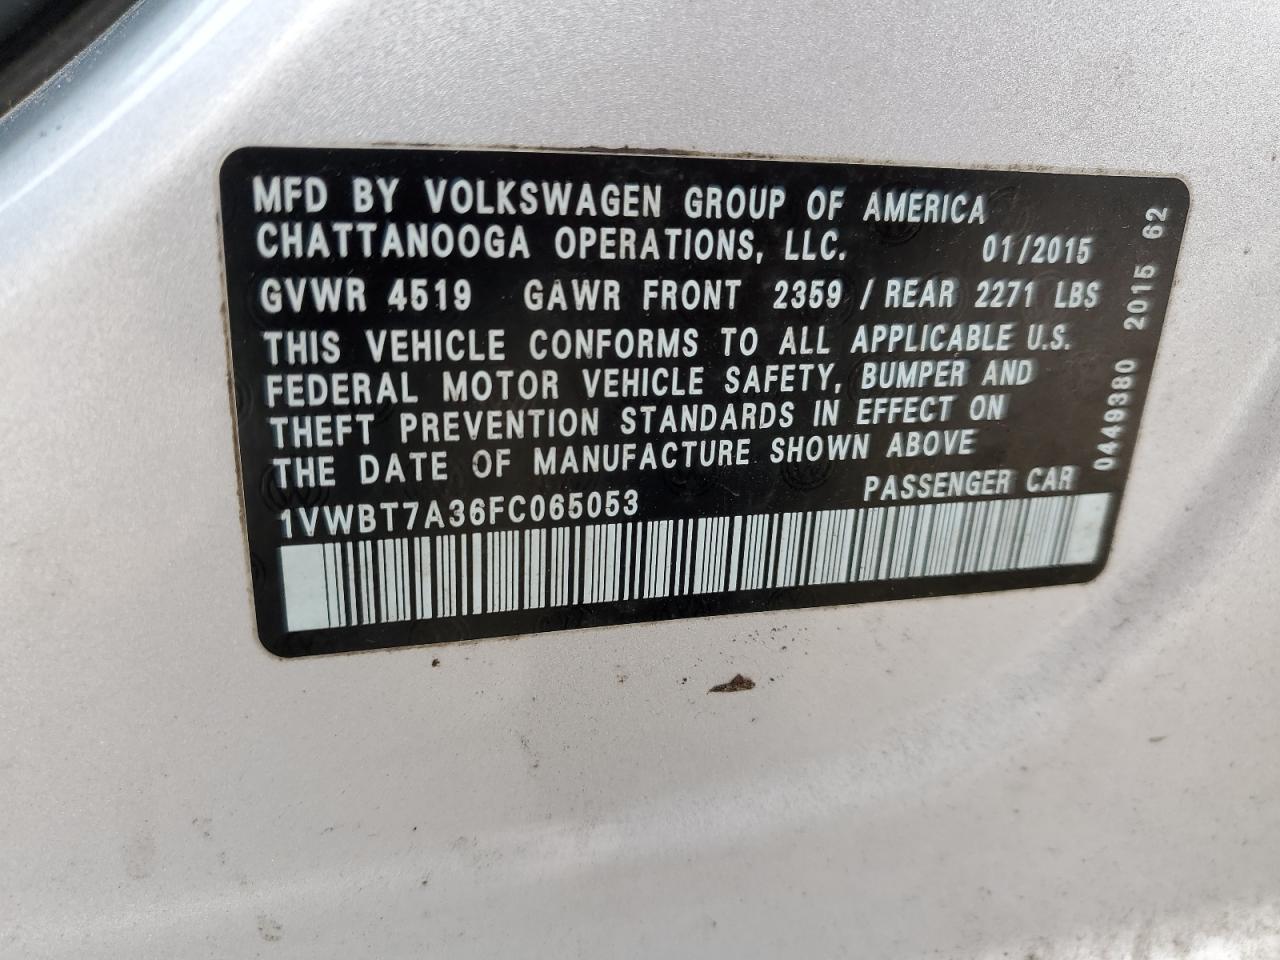 MFD BY VOLKSWAGEN GROUP OF AMERICA
CHATTANOOGA OPERATIONS, LLC. 01/2015
GVWR 4519 GAWR FRONT 2359 / REAR 2271 LBS
THIS VEHICLE CONFORMS TO ALL APPLICABLE U.S.
FEDERAL MOTOR VEHICLE SAFETY, BUMPER AND
THEFT PREVENTION STANDARDS IN EFFECT ON
THE DATE OF MANUFACTURE SHOWN ABOVE
1VWBT7A36FC065053 PASSENGER CAR
0449380 2015 62